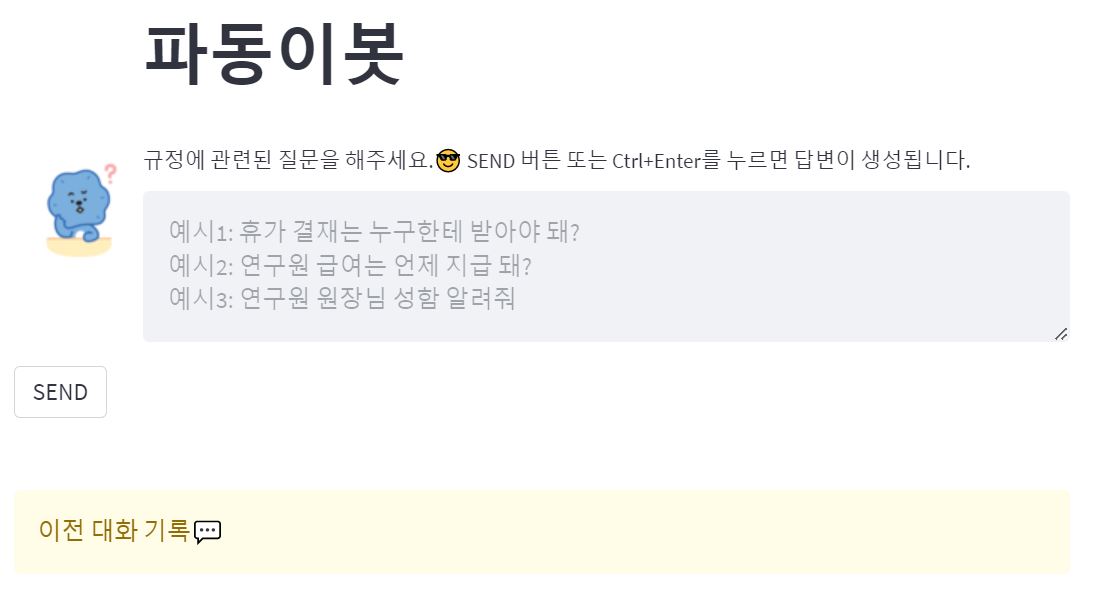 파동이봇
규정에 관련된 질문을 해주세요.😎 SEND 버튼 또는 Ctrl+Enter를 누르면 답변이 생성됩니다.
예시1: 휴가 결재는 누구한테 받아야 돼?
예시2: 연구원 급여는 언제 지급 돼?
예시3: 연구원 원장님 성함 알려줘
?
SEND
이전 대화 기록💬